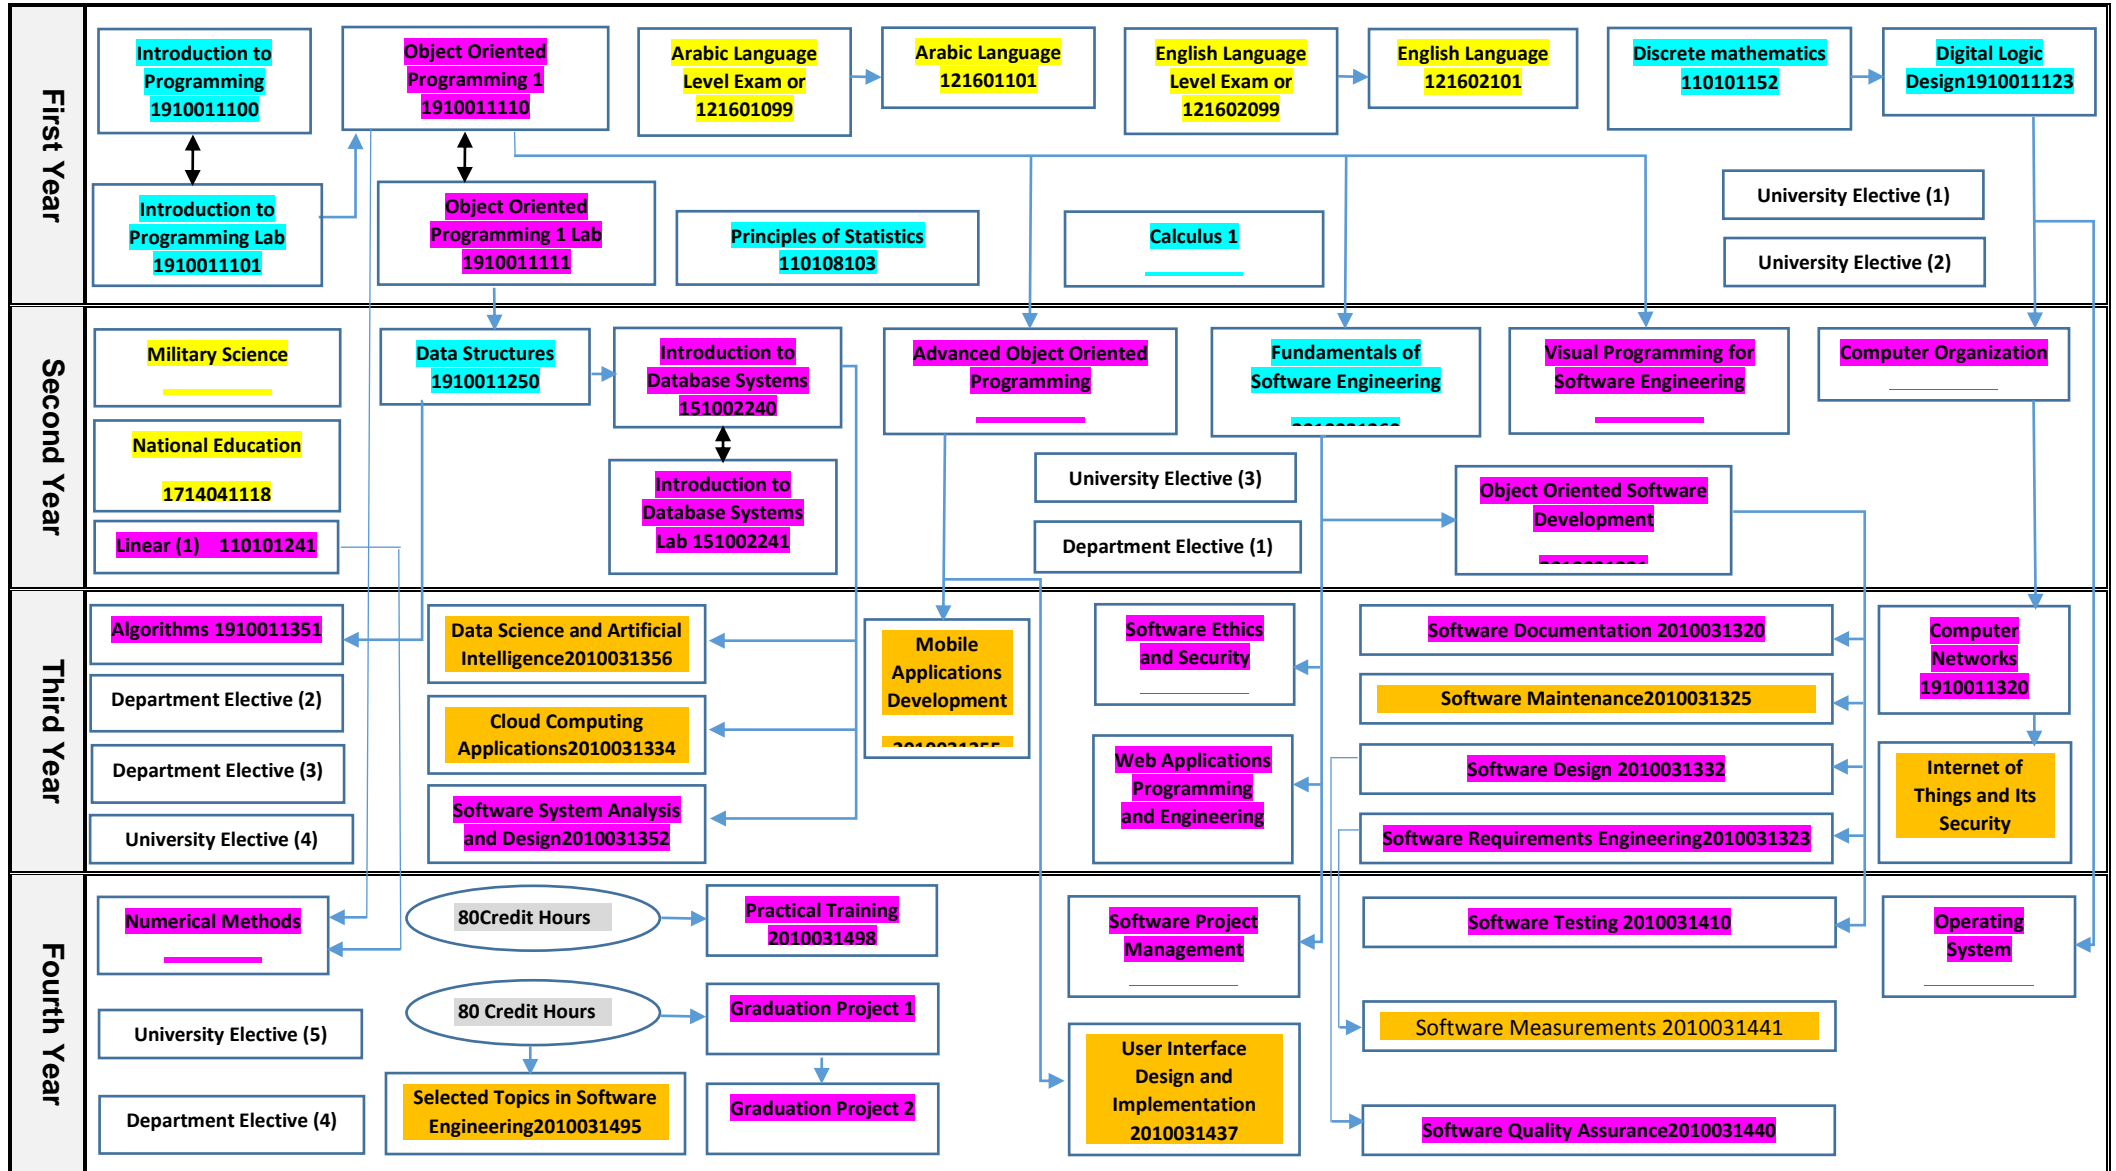 First Year
Introduction to
Programming
1910011100
Object Oriented
Programming 1
1910011110
Arabic Language
Level Exam or
121601099
Arabic Language
121601101
English Language
Level Exam or
121602099
English Language
121602101
Discrete mathematics
110101152
Digital Logic
Design1910011123
Introduction to
Programming Lab
1910011101
Object Oriented
Programming 1 Lab
1910011111
Principles of Statistics
110108103
Calculus 1
University Elective (1)
University Elective (2)
Second Year
Military Science
National Education
1714041118
Linear (1) 110101241
Data Structures
1910011250
Introduction to
Database Systems
151002240
Introduction to
Database Systems
Lab 151002241
Advanced Object Oriented
Programming
Fundamentals of
Software Engineering
Visual Programming for
Software Engineering
Computer Organization
University Elective (3)
Department Elective (1)
Object Oriented Software
Development
Third Year
Algorithms 1910011351
Department Elective (2)
Department Elective (3)
University Elective (4)
Data Science and Artificial
Intelligence2010031356
Cloud Computing
Applications2010031334
Software System Analysis
and Design2010031352
Mobile
Applications
Development
Software Ethics
and Security
Web Applications
Programming
and Engineering
Software Documentation 2010031320
Software Maintenance2010031325
Software Design 2010031332
Software Requirements Engineering2010031323
Computer
Networks
1910011320
Internet of
Things and Its
Security
Fourth Year
Numerical Methods
University Elective (5)
Department Elective (4)
80Credit Hours
Practical Training
2010031498
80 Credit Hours
Graduation Project 1
Selected Topics in Software
Engineering2010031495
Graduation Project 2
Software Project
Management
User Interface
Design and
Implementation
2010031437
Software Testing 2010031410
Software Measurements 2010031441
Software Quality Assurance2010031440
Operating
System